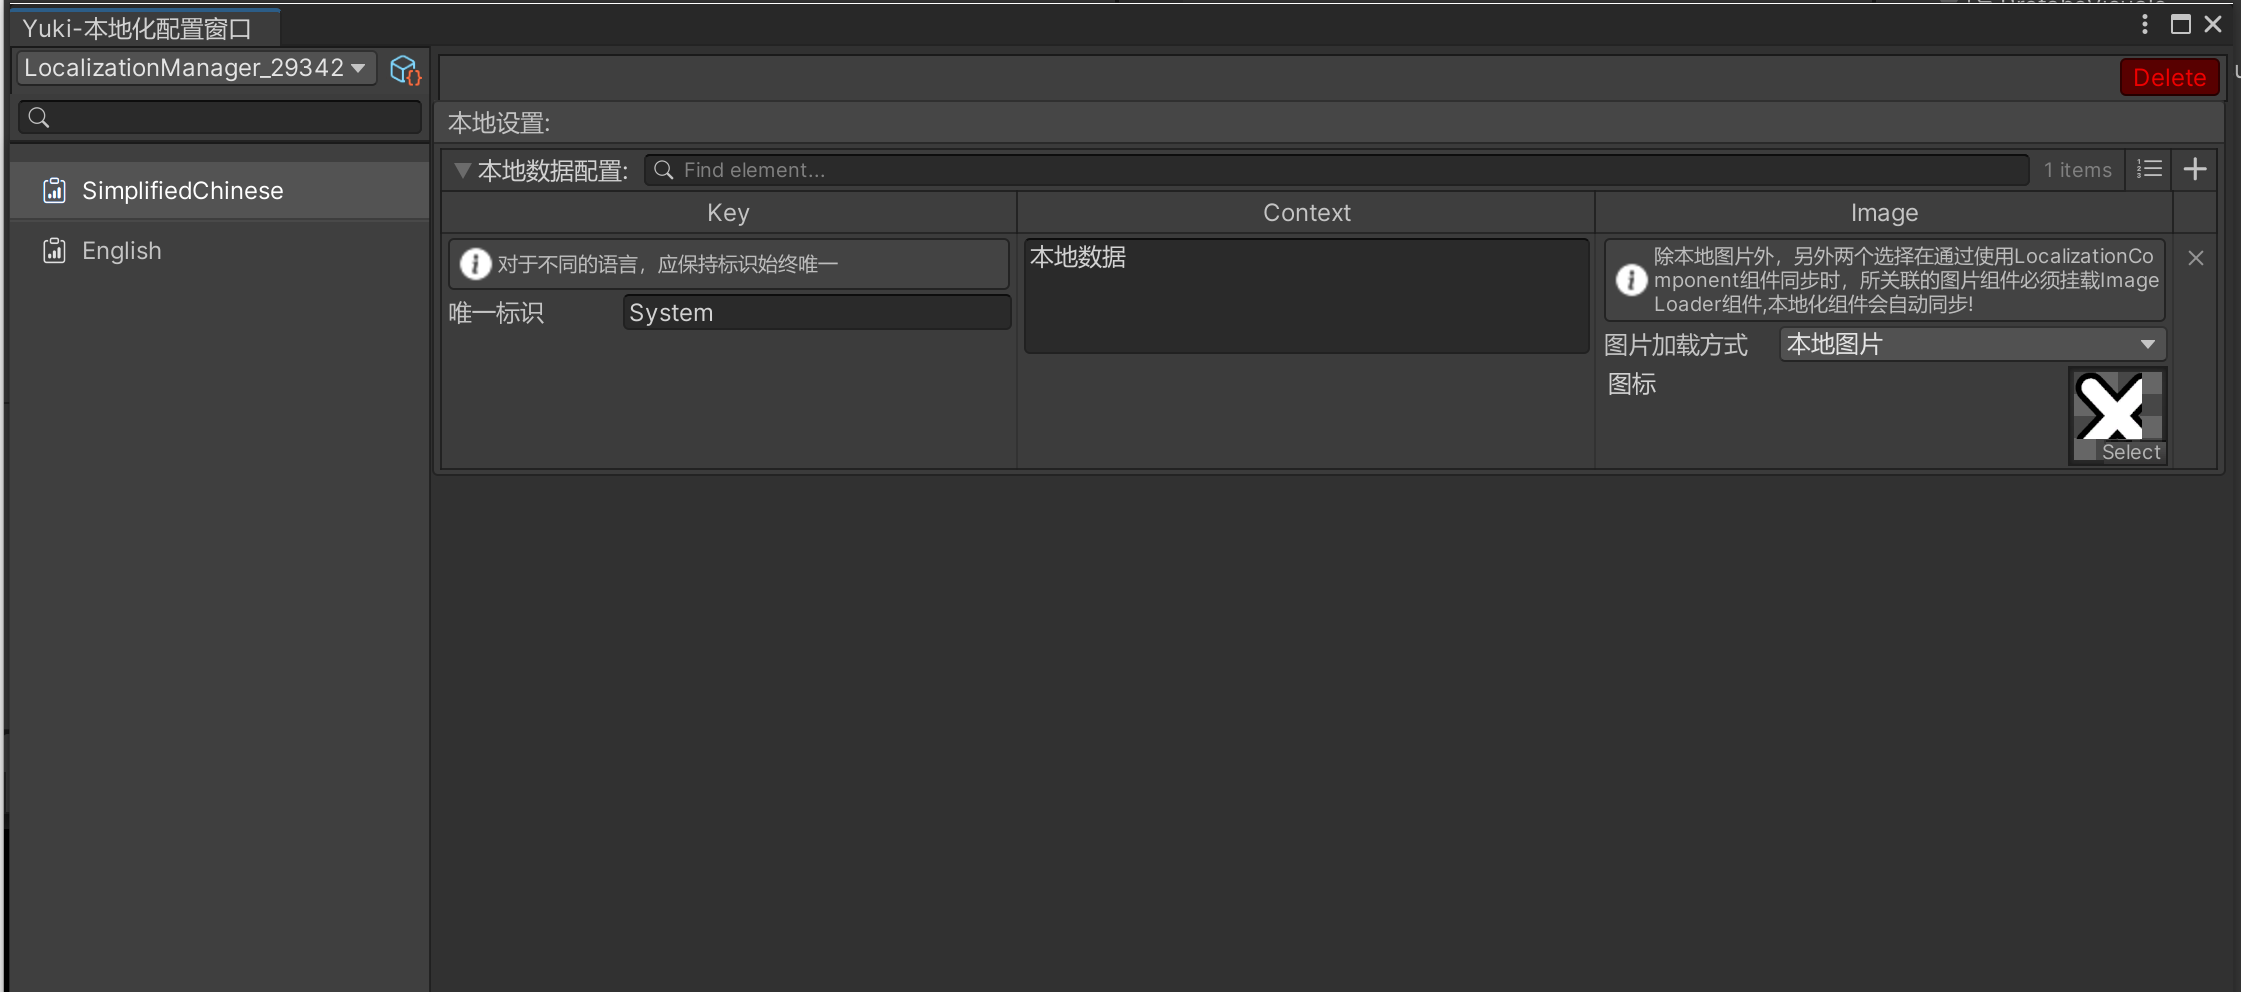 Yuki-本地化配置窗口
LocalizationManager_29342
Delete
本地设置:
SimplifiedChinese
English
本地数据配置:
Find element...
1 items
Key
Context
Image
对于不同的语言，应保持标识始终唯一
唯一标识
System
本地数据
除本地图片外，另外两个选择在通过使用LocalizationCo
mponent组件同步时，所关联的图片组件必须挂载Image
Loader组件,本地化组件会自动同步!
图片加载方式
本地图片
图标
Select